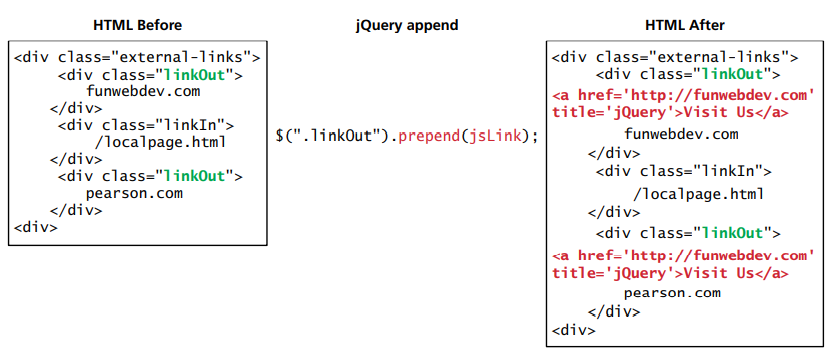 HTML Before
<div class="external-links">
<div class="linkOut">
funwebdev.com
</div>
<div class="linkIn">
/localpage.html
</div>
<div class="linkOut">
pearson.com
</div>
<div>
jQuery append
$(".linkOut").prepend(jsLink);
HTML After
<div class="external-links">
<div class="linkOut">
<a href='http://funwebdev.com'
title='jQuery'>Visit Us</a>
funwebdev.com
</div>
<div class="linkIn">
/localpage.html
</div>
<div class="linkOut">
<a href='http://funwebdev.com'
title='jQuery'>Visit Us</a>
pearson.com
</div>
<div>